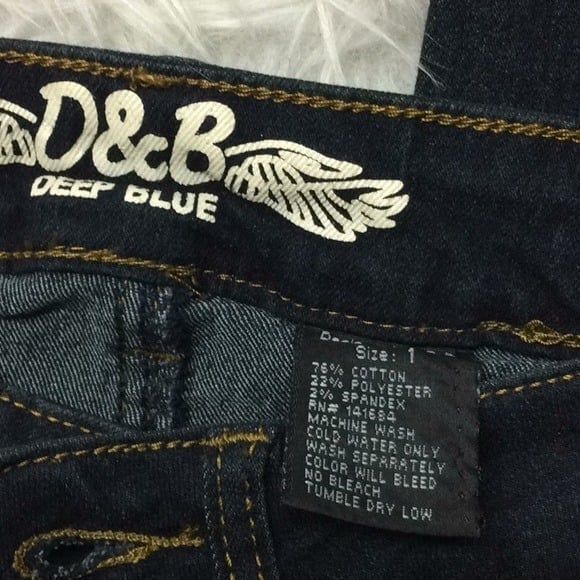 D&B
DEEP BLUE
Size: 1
76% COTTON
22% POLYESTER
2% SPANDEX
RN# 141684
MACHINE WASH
COLD WATER ONLY
WASH SEPARATELY
COLOR WILL BLEED
NO BLEACH
TUMBLE DRY LOW